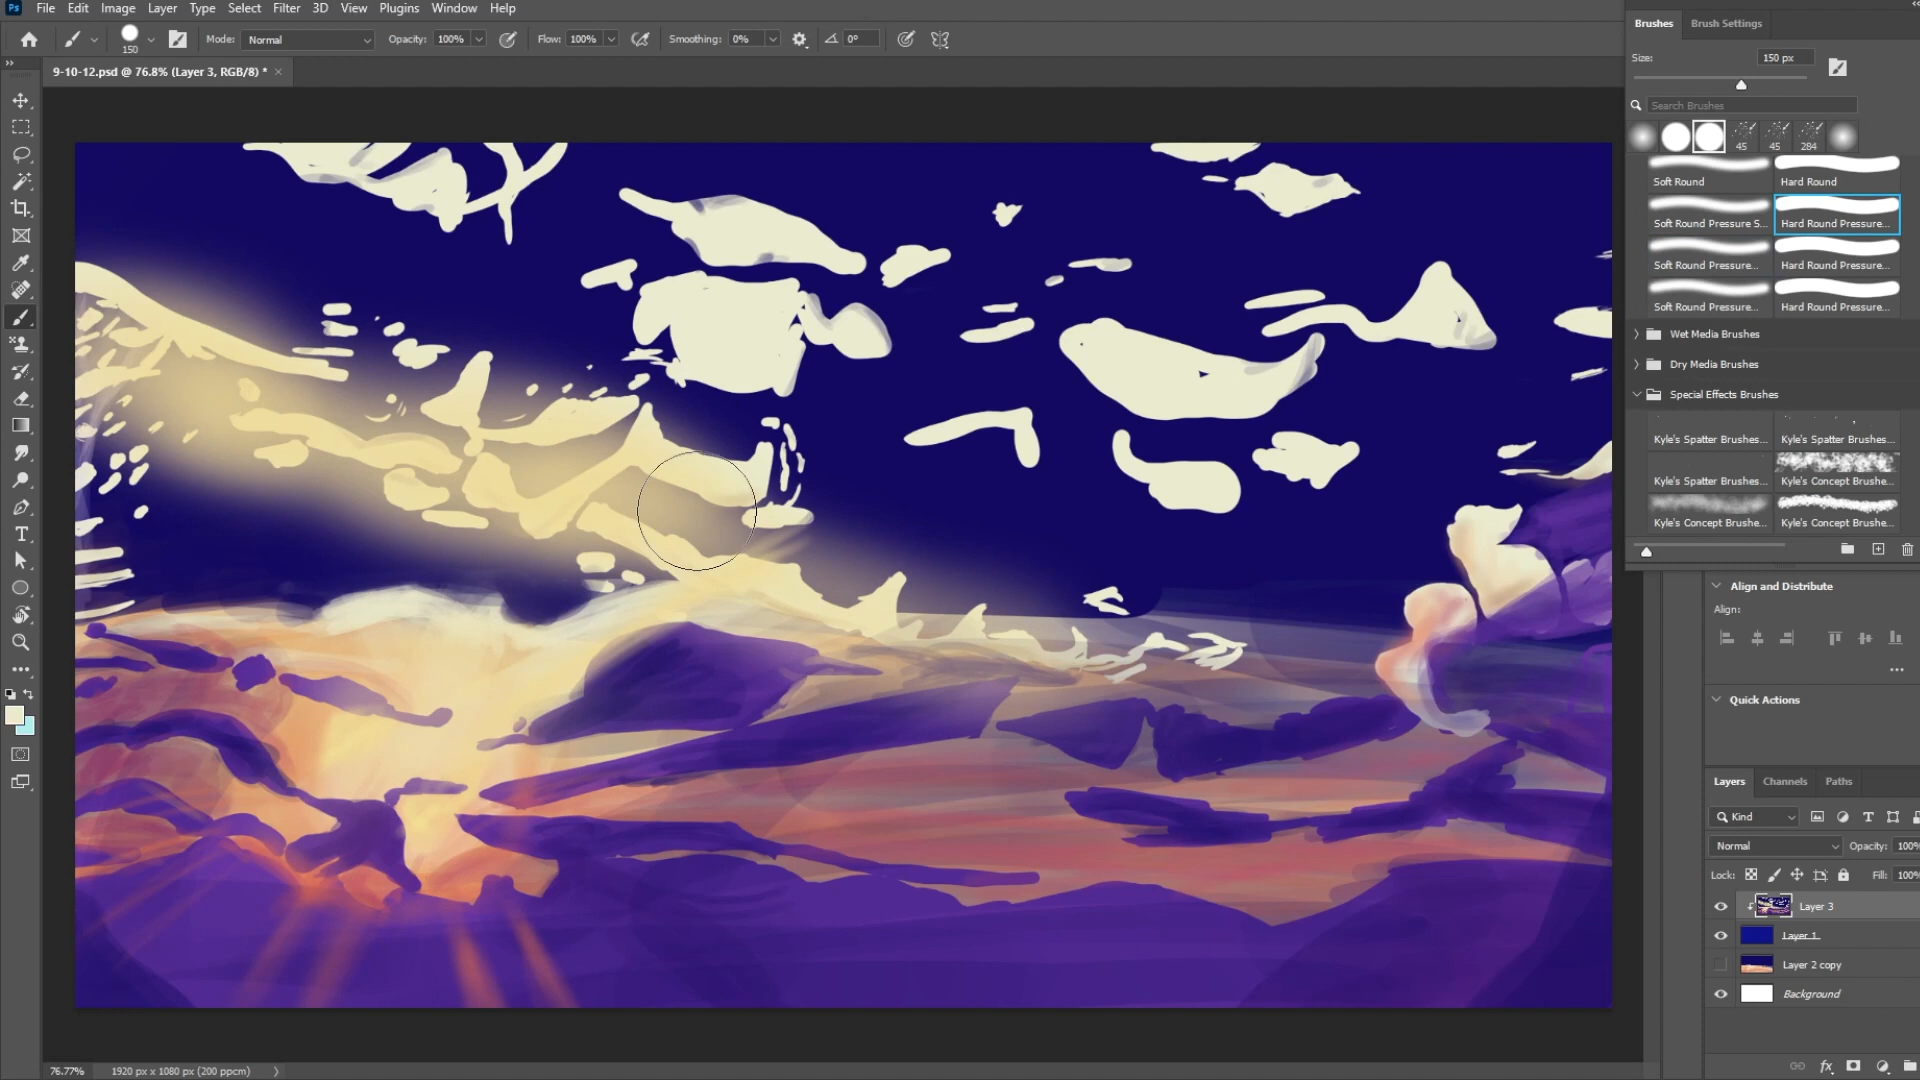 Ps File Edit Image Layer Type Select Filter 3D View Plugins Window Help
150 Mode: Normal Opacity: 100% Flow: 100% Smoothing: 0% 0°
9-10-12.psd @ 76.8% (Layer 3, RGB/8) * ×
Brushes Brush Settings
Size: 150 px
Search Brushes
45 45 284
Soft Round Hard Round
Soft Round Pressure S... Hard Round Pressure...
Soft Round Pressure... Hard Round Pressure...
Soft Round Pressure... Hard Round Pressure...
Wet Media Brushes
Dry Media Brushes
Special Effects Brushes
Kyle's Spatter Brushes... Kyle's Spatter Brushes...
Kyle's Spatter Brushes... Kyle's Concept Brushe...
Kyle's Concept Brushe... Kyle's Concept Brushe...
Align and Distribute
Align:
Quick Actions
Layers Channels Paths
Kind
Normal Opacity: 100%
Lock: Fill: 100%
Layer 3
Layer 1
Layer 2 copy
Background
fx
76.77% 1920 px x 1080 px (200 ppcm)